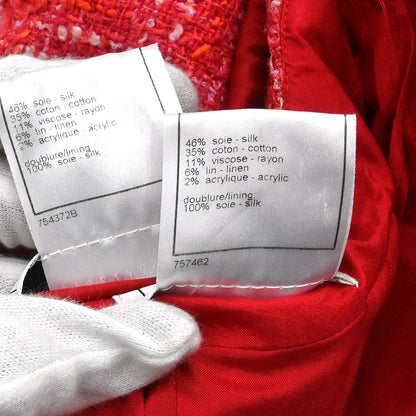 46% soie - silk
35% coton - cotton
11% viscose - rayon
6% lin - linen
2% acrylique - acrylic
doublure/lining:
100% soie - silk
754372B
46% soie - silk
35% coton - cotton
11% viscose - rayon
6% lin - linen
2% acrylique - acrylic
doublure/lining:
100% soie - silk
757462